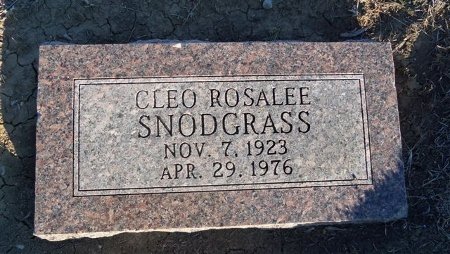 CLEO ROSALEE
SNODGRASS
NOV. 7, 1923
APR. 29, 1976